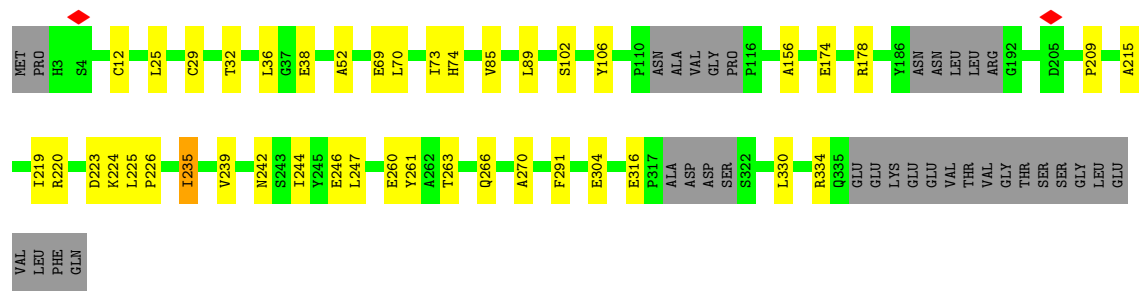 MET PRO H3 S4 C12 L25 C29 T32 L36 G37 E38 A52 E69 L70 I73 H74 V85 L89 S102 Y106 P110 ASN ALA VAL GLY PRO P116 A156 E174 R178 Y186 ASN ASN LEU LEU ARG G192 D205 P209 A215
I219 R220 D223 K224 L225 P226 I235 V239 N242 S243 I244 Y245 E246 L247 E260 Y261 A262 T263 Q266 A270 F291 E304 E316 P317 ALA ASP ASP SER S322 L330 R334 Q335 GLU GLU LYS GLU GLU VAL THR VAL GLY THR SER SER GLY LEU GLU
VAL LEU PHE GLN